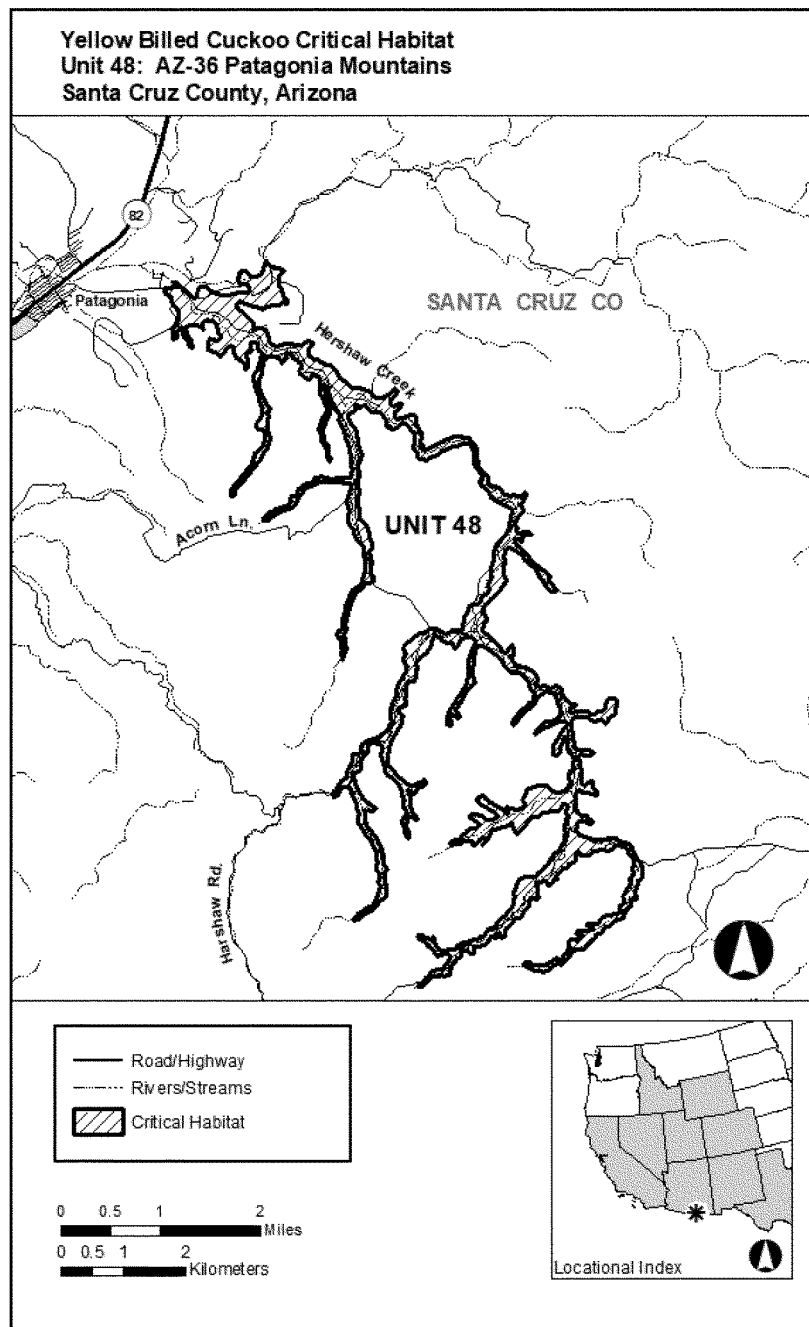 Yellow Billed Cuckoo Critical Habitat
Unit 48: AZ-36 Patagonia Mountains
Santa Cruz County, Arizona
82
Patagonia
SANTA CRUZ CO
Hershaw Creek
Acorn Ln.
UNIT 48
Harshaw Rd.
Road/Highway
Rivers/Streams
Critical Habitat
0 0.5 1 2
Miles
0 0.5 1 2
Kilometers
Locational Index